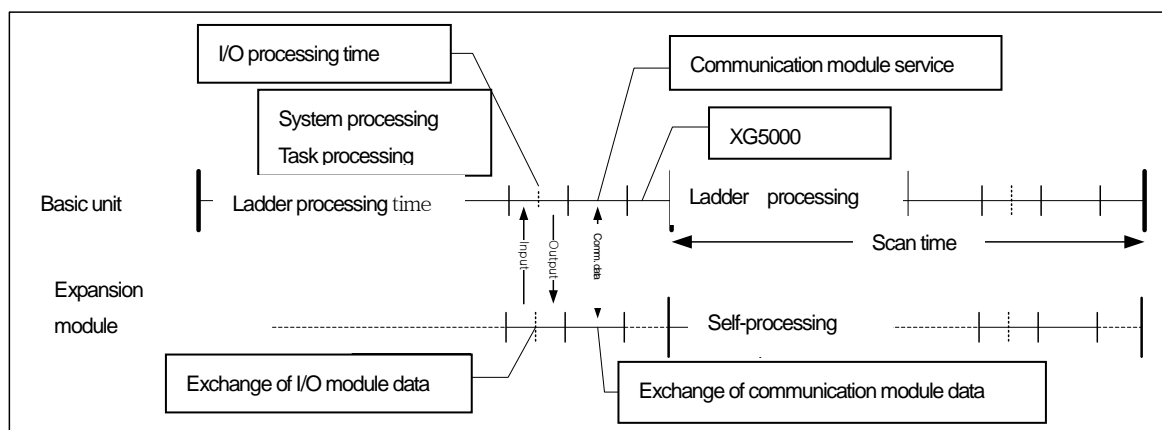 I/O processing time
Communication module service
System processing
Task processing
XG5000
Basic unit
Ladder processing time
Ladder processing
Input
Output
Comm. data
Scan time
Expansion
module
Self-processing
Exchange of I/O module data
Exchange of communication module data